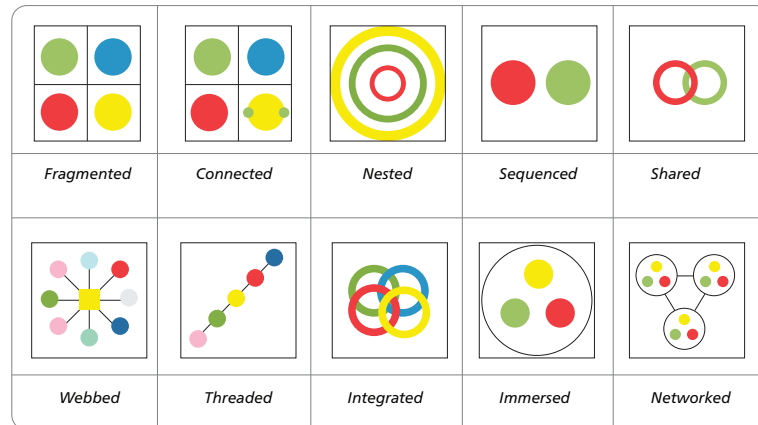 Fragmented
Connected
Nested
Sequenced
Shared
Webbed
Threaded
Integrated
Immersed
Networked